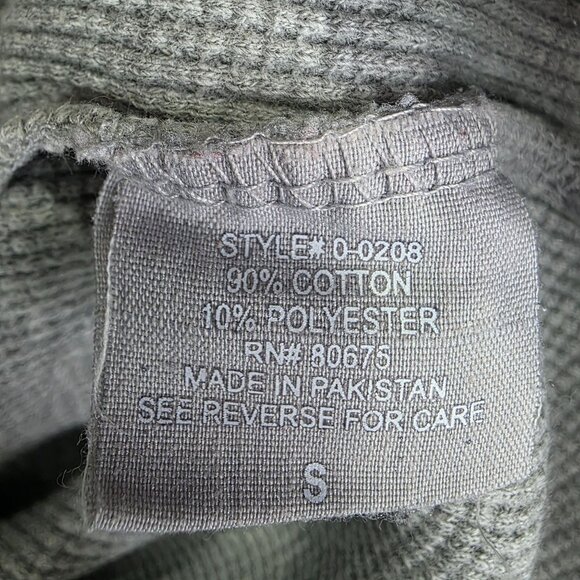 STYLE# 0-0208
90% COTTON
10% POLYESTER
RN# 80675
MADE IN PAKISTAN
SEE REVERSE FOR CARE
S